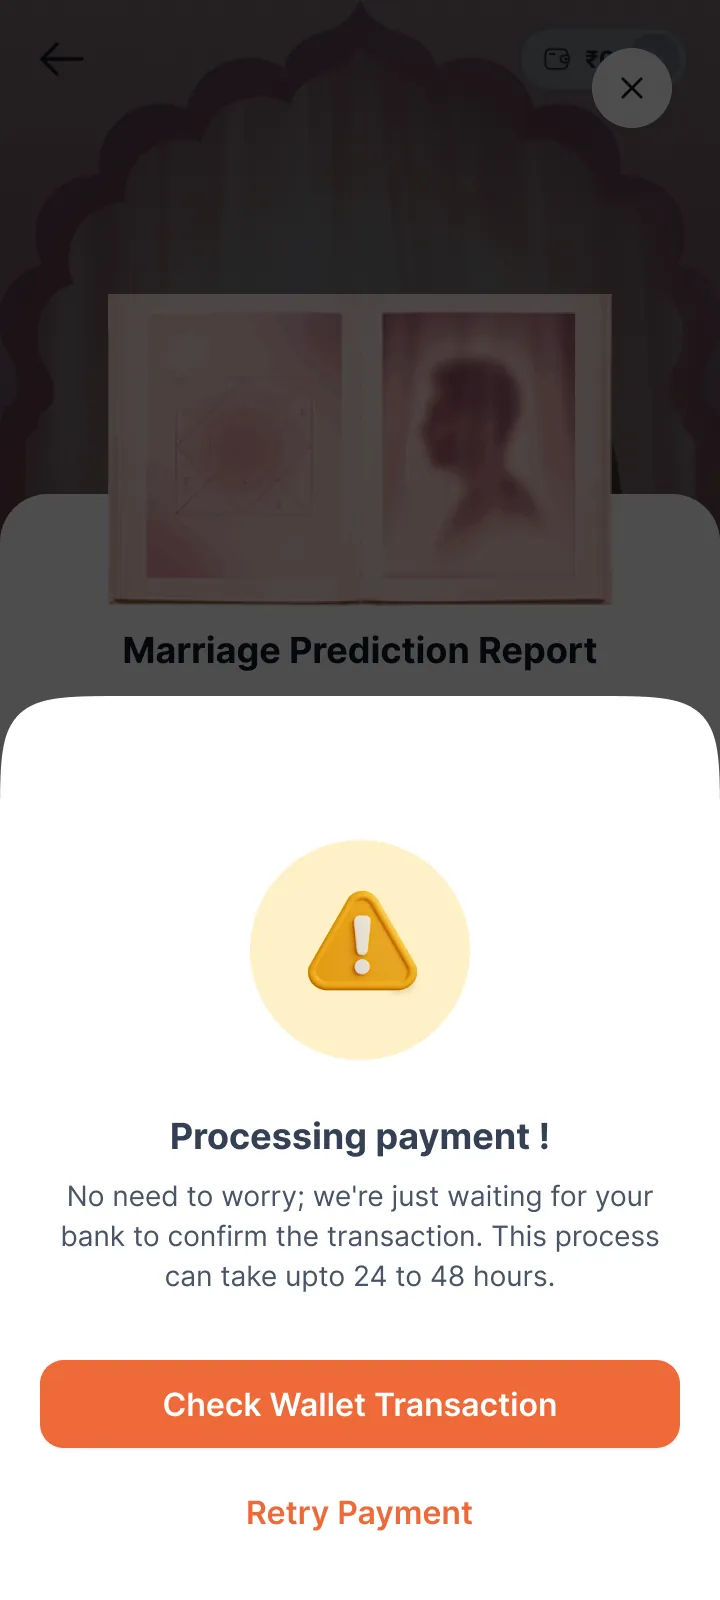 Marriage Prediction Report
Processing payment !
No need to worry; we're just waiting for your
bank to confirm the transaction. This process
can take upto 24 to 48 hours.
Check Wallet Transaction
Retry Payment